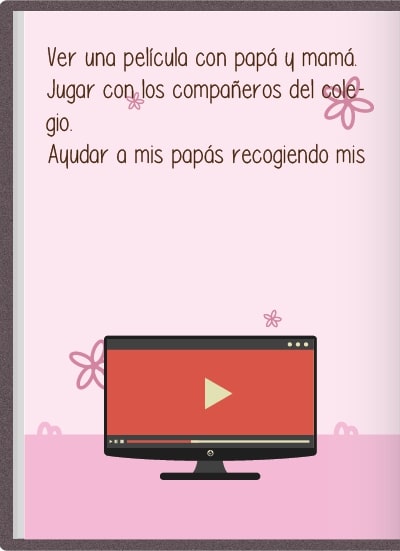 Ver una película con papá y mamá.
Jugar con los compañeros del cole-
gio.
Ayudar a mis papás recogiendo mis